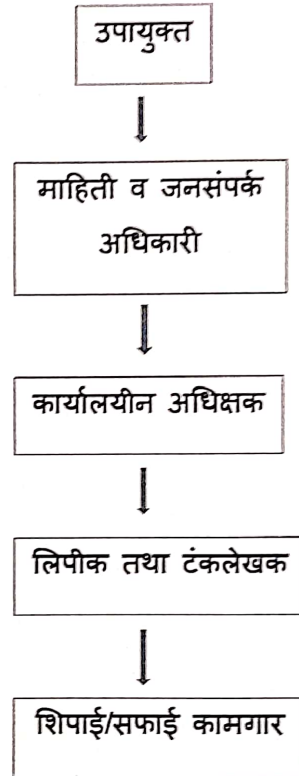 उपायुक्त
माहिती व जनसंपर्क
अधिकारी
कार्यालयीन अधिक्षक
लिपीक तथा टंकलेखक
शिपाई/सफाई कामगार